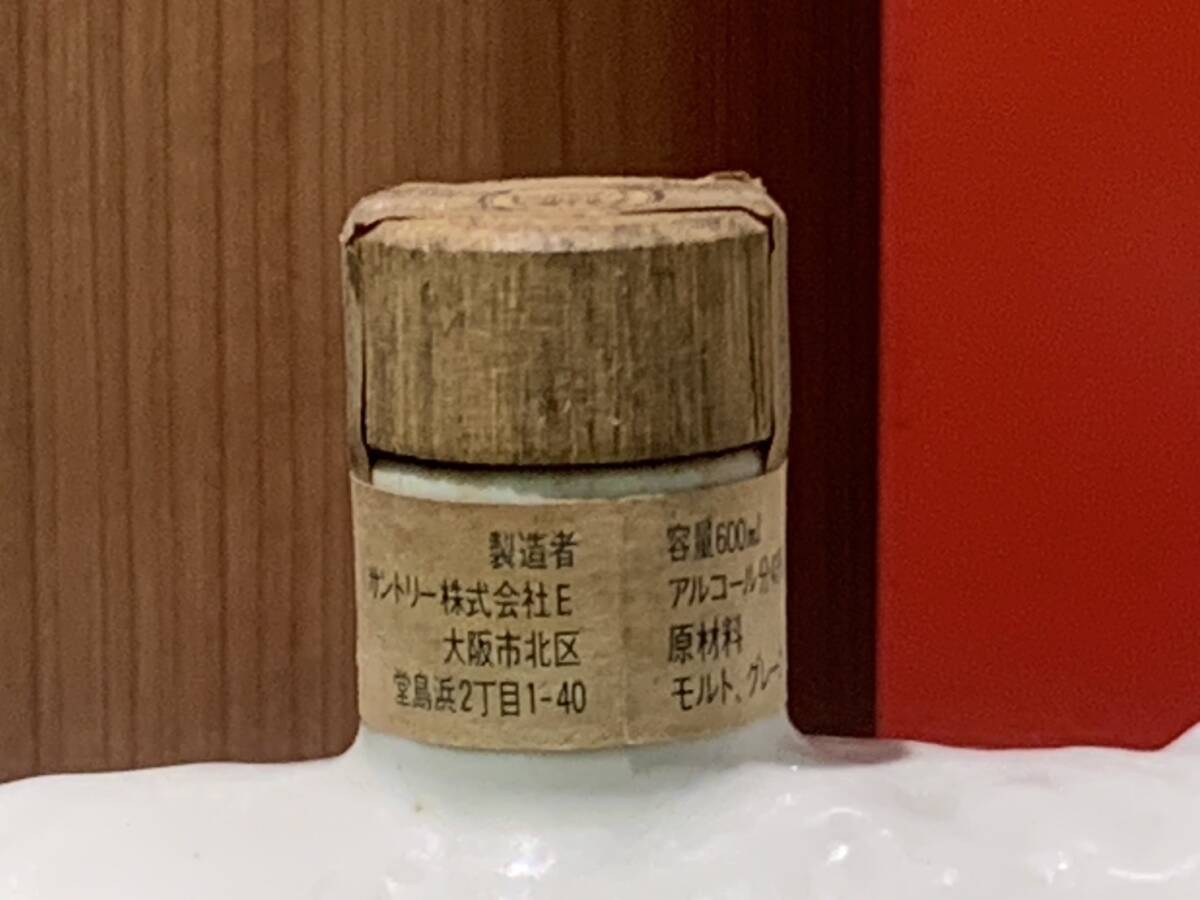 製造者
サントリー株式会社E
大阪市北区
堂島浜2丁目1-40
容量600ml
アルコール分
原材料
モルト、グレー